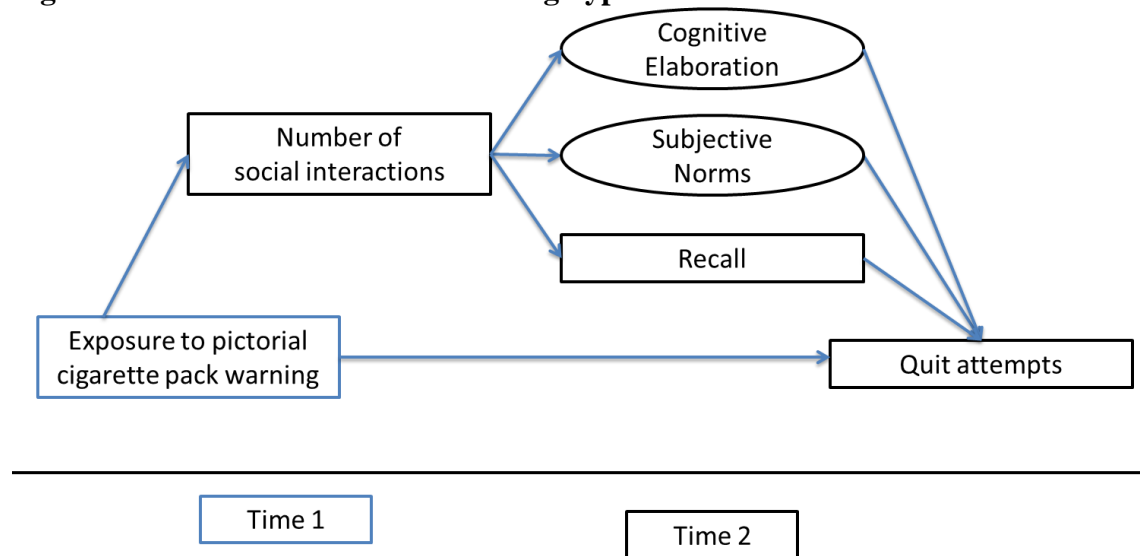 Cognitive
Elaboration
Number of
social interactions
Subjective
Norms
Recall
Exposure to pictorial
cigarette pack warning
Quit attempts
Time 1
Time 2